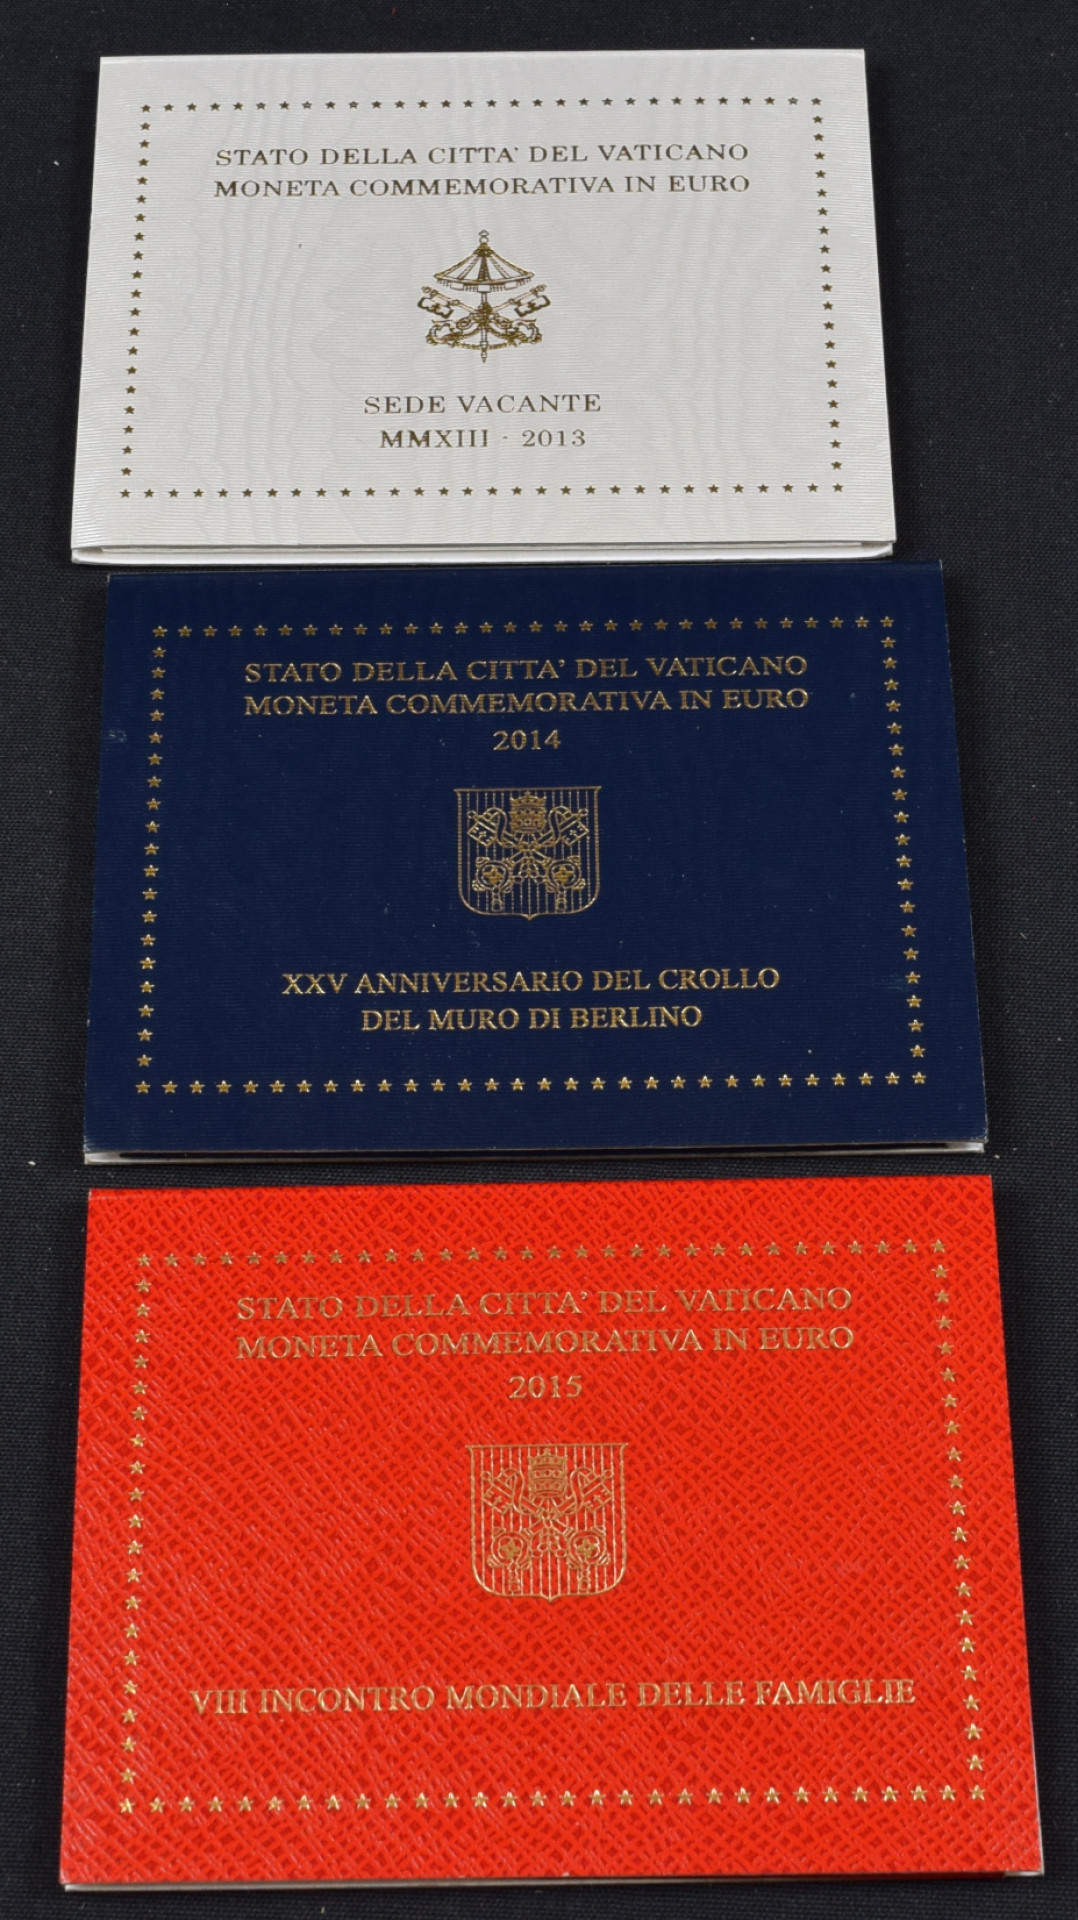 STATO DELLA CITTA' DEL VATICANO
MONETA COMMEMORATIVA IN EURO
SEDE VACANTE
MMXIII · 2013
STATO DELLA CITTA' DEL VATICANO
MONETA COMMEMORATIVA IN EURO
2014
XXV ANNIVERSARIO DEL CROLLO
DEL MURO DI BERLINO
STATO DELLA CITTA' DEL VATICANO
MONETA COMMEMORATIVA IN EURO
2015
VIII INCONTRO MONDIALE DELLE FAMIGLIE